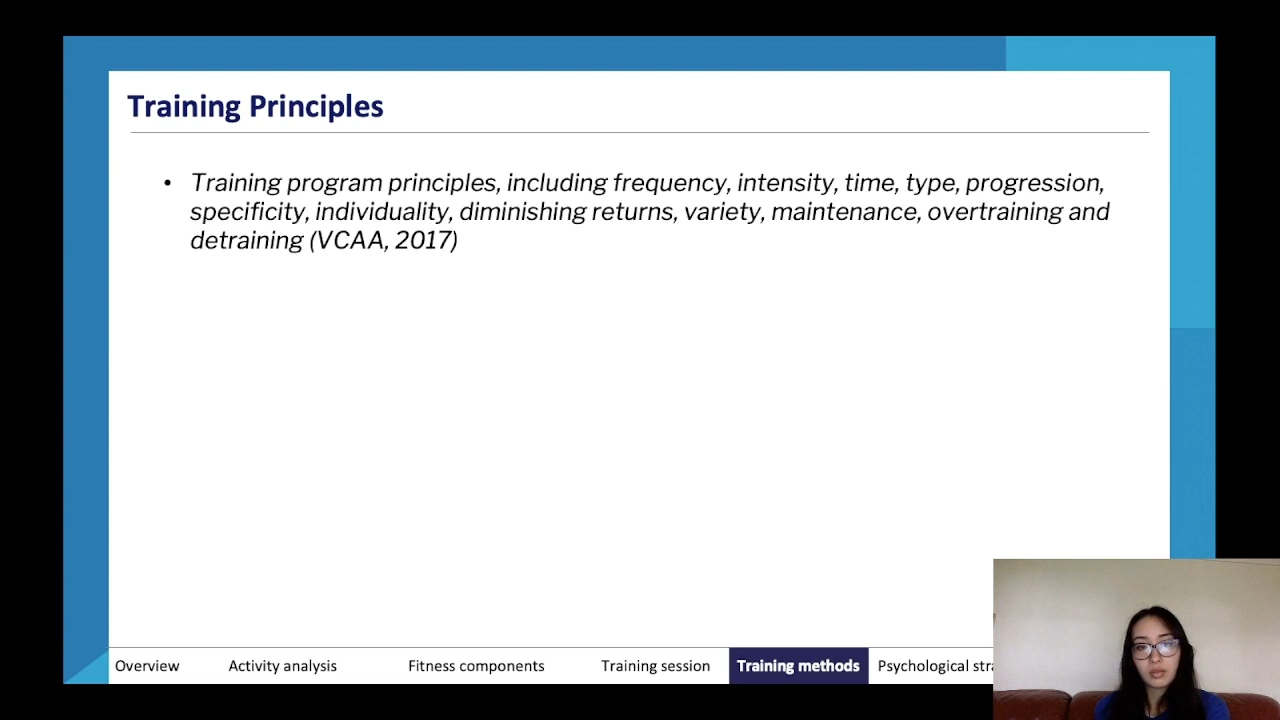 Training Principles
• Training program principles, including frequency, intensity, time, type, progression,
specificity, individuality, diminishing returns, variety, maintenance, overtraining and
detraining (VCAA, 2017)
Overview Activity analysis Fitness components Training session Training methods Psychological stra